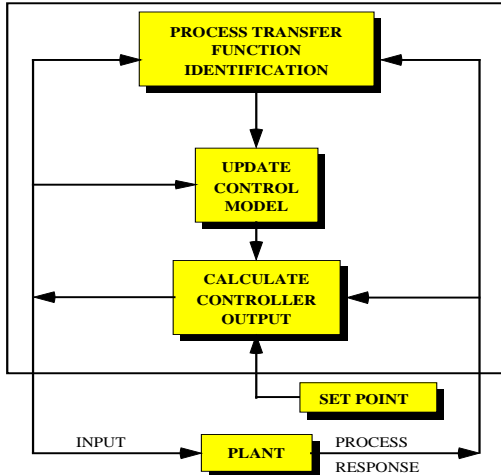 PROCESS TRANSFER
FUNCTION
IDENTIFICATION
UPDATE
CONTROL
MODEL
CALCULATE
CONTROLLER
OUTPUT
SET POINT
INPUT
PLANT
PROCESS
RESPONSE